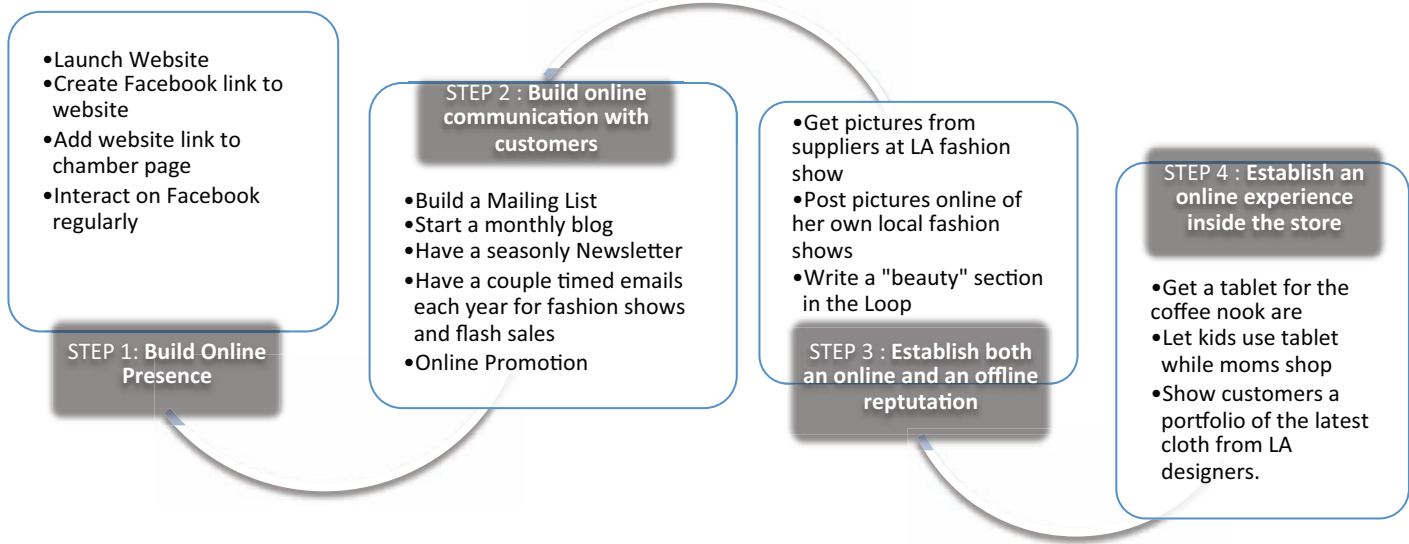 •Launch Website
•Create Facebook link to
website
•Add website link to
chamber page
•Interact on Facebook
regularly
STEP 1: Build Online
Presence
STEP 2 : Build online
communication with
customers
•Build a Mailing List
•Start a monthly blog
•Have a seasonly Newsletter
•Have a couple timed emails
each year for fashion shows
and flash sales
•Online Promotion
•Get pictures from
suppliers at LA fashion
show
•Post pictures online of
her own local fashion
shows
•Write a "beauty" section
in the Loop
STEP 3 : Establish both
an online and an offline
reptutation
STEP 4 : Establish an
online experience
inside the store
•Get a tablet for the
coffee nook are
•Let kids use tablet
while moms shop
•Show customers a
portfolio of the latest
cloth from LA
designers.